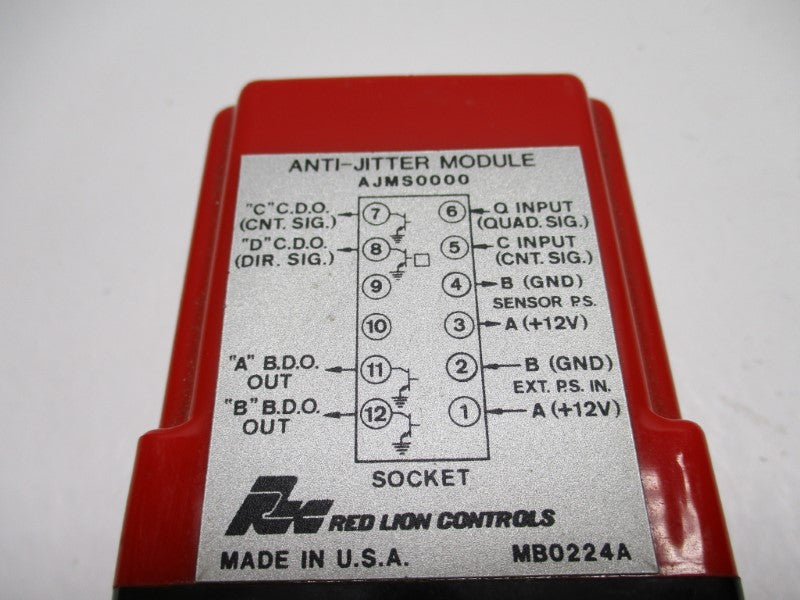 ANTI-JITTER MODULE
AJMS0000
"C" C.D.O.
(CNT. SIG.)
7
6
Q INPUT
(QUAD. SIG.)
"D" C.D.O.
(DIR. SIG.)
8
5
C INPUT
(CNT. SIG.)
9
4
B (GND)
SENSOR P.S.
10
3
A (+12V)
"A" B.D.O.
OUT
11
2
B (GND)
EXT. P.S. IN.
"B" B.D.O.
OUT
12
1
A (+12V)
SOCKET
RED LION CONTROLS
MADE IN U.S.A.
MB0224A